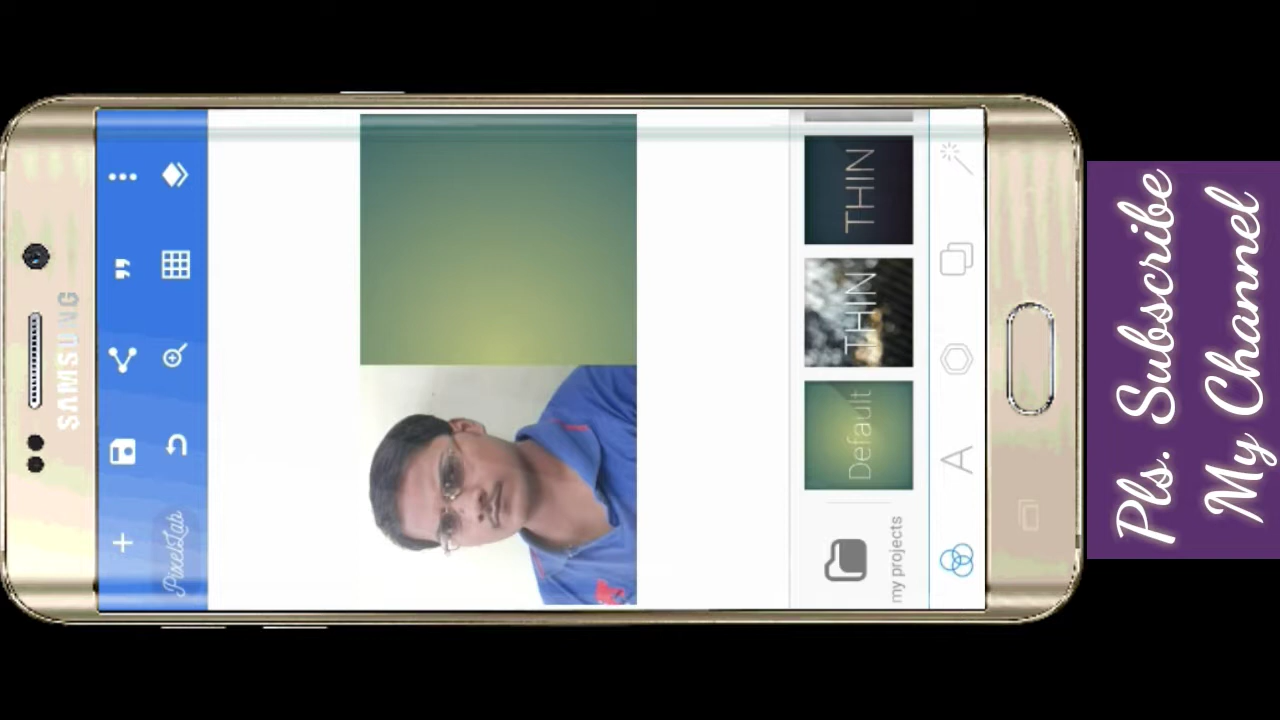 SAMSUNG
PixelLab
THIN
THIN
Default
my projects
A
Pls. Subscribe
My Channel